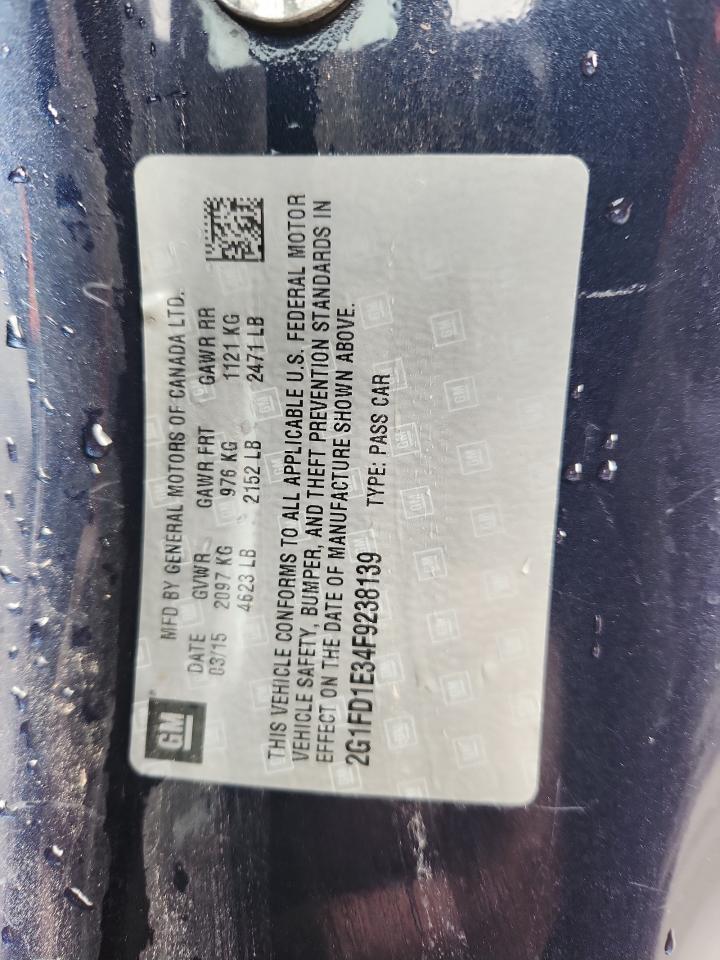 GM
MFD BY GENERAL MOTORS OF CANADA LTD.
DATE GVWR GAWR FRT GAWR RR
03/15 2097 KG 976 KG 1121 KG
4623 LB 2152 LB 2471 LB
THIS VEHICLE CONFORMS TO ALL APPLICABLE U.S. FEDERAL MOTOR
VEHICLE SAFETY, BUMPER, AND THEFT PREVENTION STANDARDS IN
EFFECT ON THE DATE OF MANUFACTURE SHOWN ABOVE.
2G1FD1E34F9238139 TYPE: PASS CAR